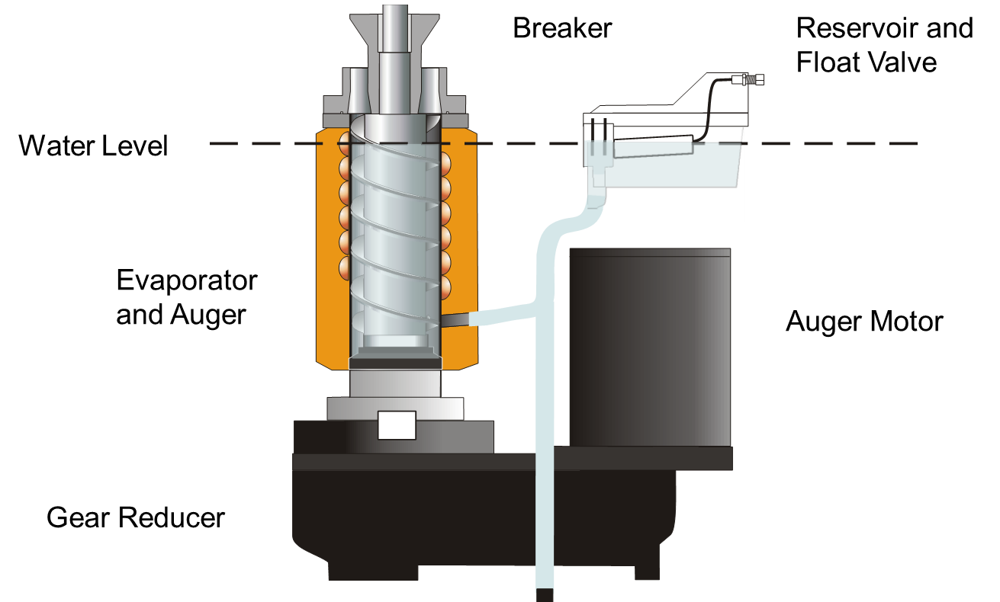 Breaker
Reservoir and
Float Valve
Water Level
Evaporator
and Auger
Auger Motor
Gear Reducer